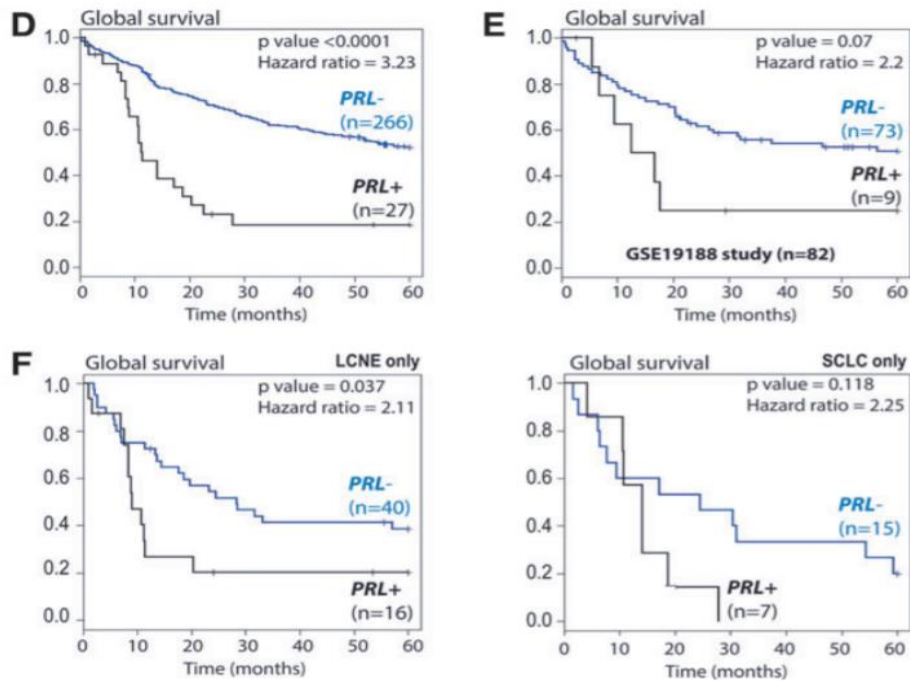 D
Global survival
p value <0.0001
Hazard ratio = 3.23
PRL-
(n=266)
PRL+
(n=27)
1.0
0.8
0.6
0.4
0.2
0.0
0 10 20 30 40 50 60
Time (months)
E
Global survival
p value = 0.07
Hazard ratio = 2.2
PRL-
(n=73)
PRL+
(n=9)
GSE19188 study (n=82)
1.0
0.8
0.6
0.4
0.2
0.0
0 10 20 30 40 50 60
Time (months)
F
Global survival LCNE only
p value = 0.037
Hazard ratio = 2.11
PRL-
(n=40)
PRL+
(n=16)
1.0
0.8
0.6
0.4
0.2
0.0
0 10 20 30 40 50 60
Time (months)
Global survival SCLC only
p value = 0.118
Hazard ratio = 2.25
PRL-
(n=15)
PRL+
(n=7)
1.0
0.8
0.6
0.4
0.2
0.0
0 10 20 30 40 50 60
Time (months)